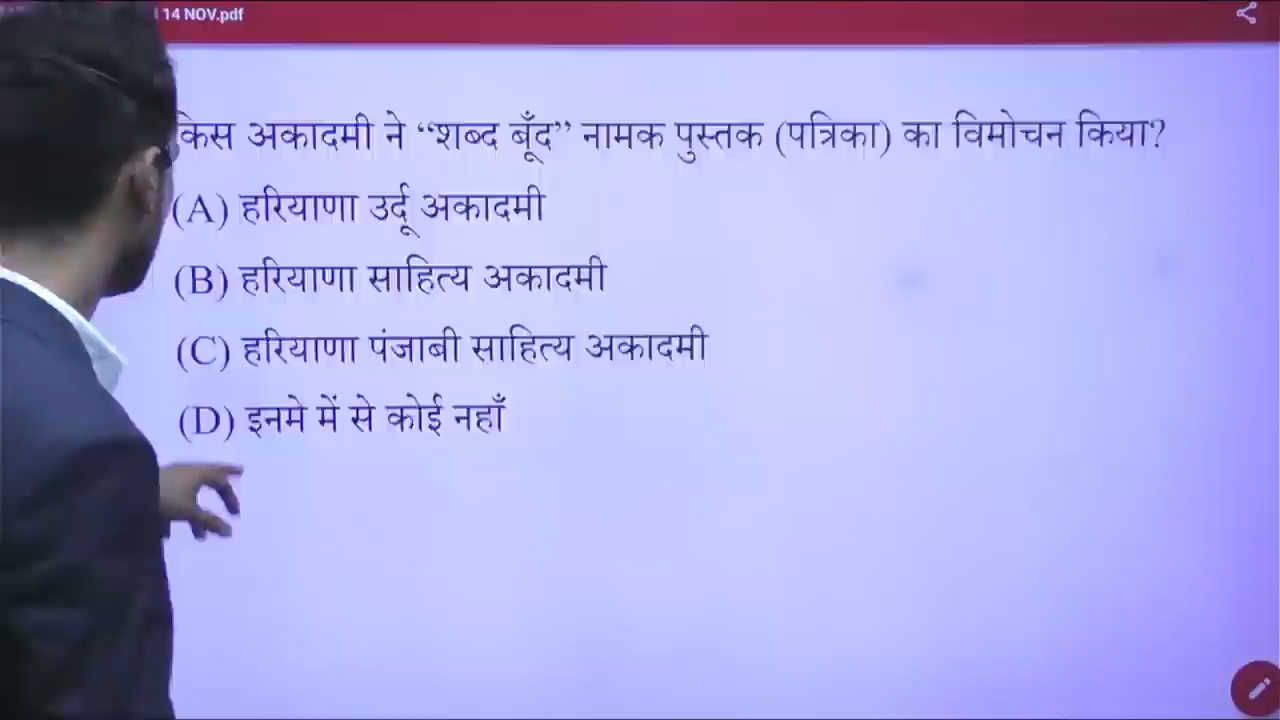 14 NOV.pdf
किस अकादमी ने “शब्द बूँद” नामक पुस्तक (पत्रिका) का विमोचन किया?
(A) हरियाणा उर्दू अकादमी
(B) हरियाणा साहित्य अकादमी
(C) हरियाणा पंजाबी साहित्य अकादमी
(D) इनमे में से कोई नहाँ